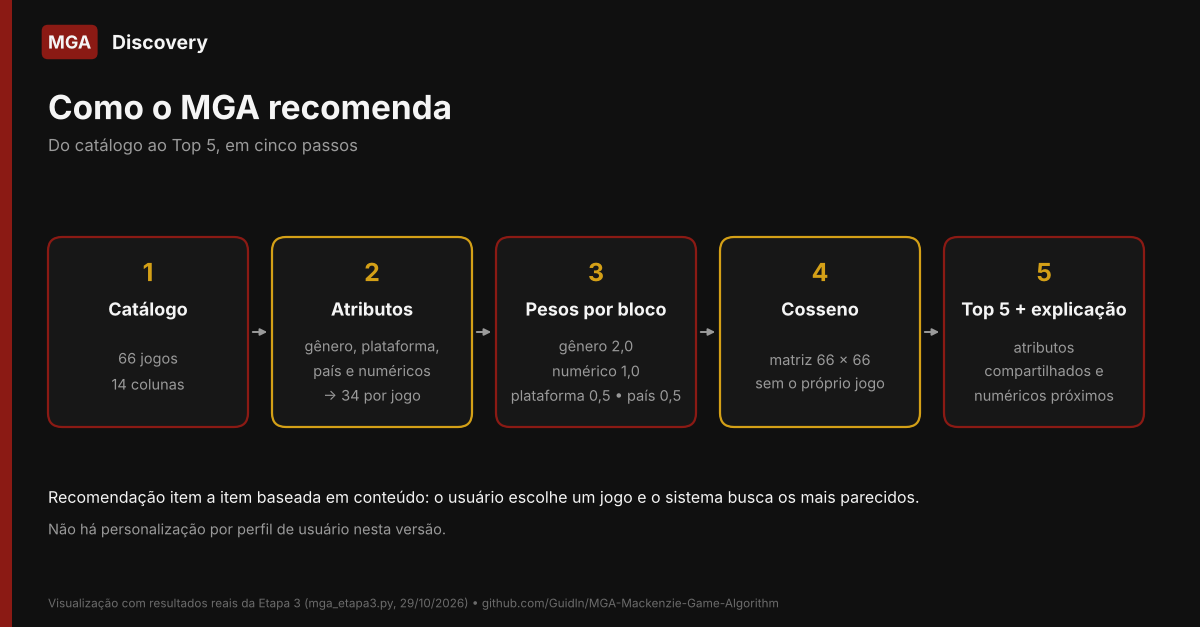 MGA Discovery
Como o MGA recomenda
Do catálogo ao Top 5, em cinco passos
1
Catálogo
66 jogos
14 colunas
2
Atributos
gênero, plataforma,
país e numéricos
→ 34 por jogo
3
Pesos por bloco
gênero 2,0
numérico 1,0
plataforma 0,5 • país 0,5
4
Cosseno
matriz 66 × 66
sem o próprio jogo
5
Top 5 + explicação
atributos
compartilhados e
numéricos próximos
Recomendação item a item baseada em conteúdo: o usuário escolhe um jogo e o sistema busca os mais parecidos.
Não há personalização por perfil de usuário nesta versão.
Visualização com resultados reais da Etapa 3 (mga_etapa3.py, 29/10/2026) • github.com/GuidIn/MGA-Mackenzie-Game-Algorithm